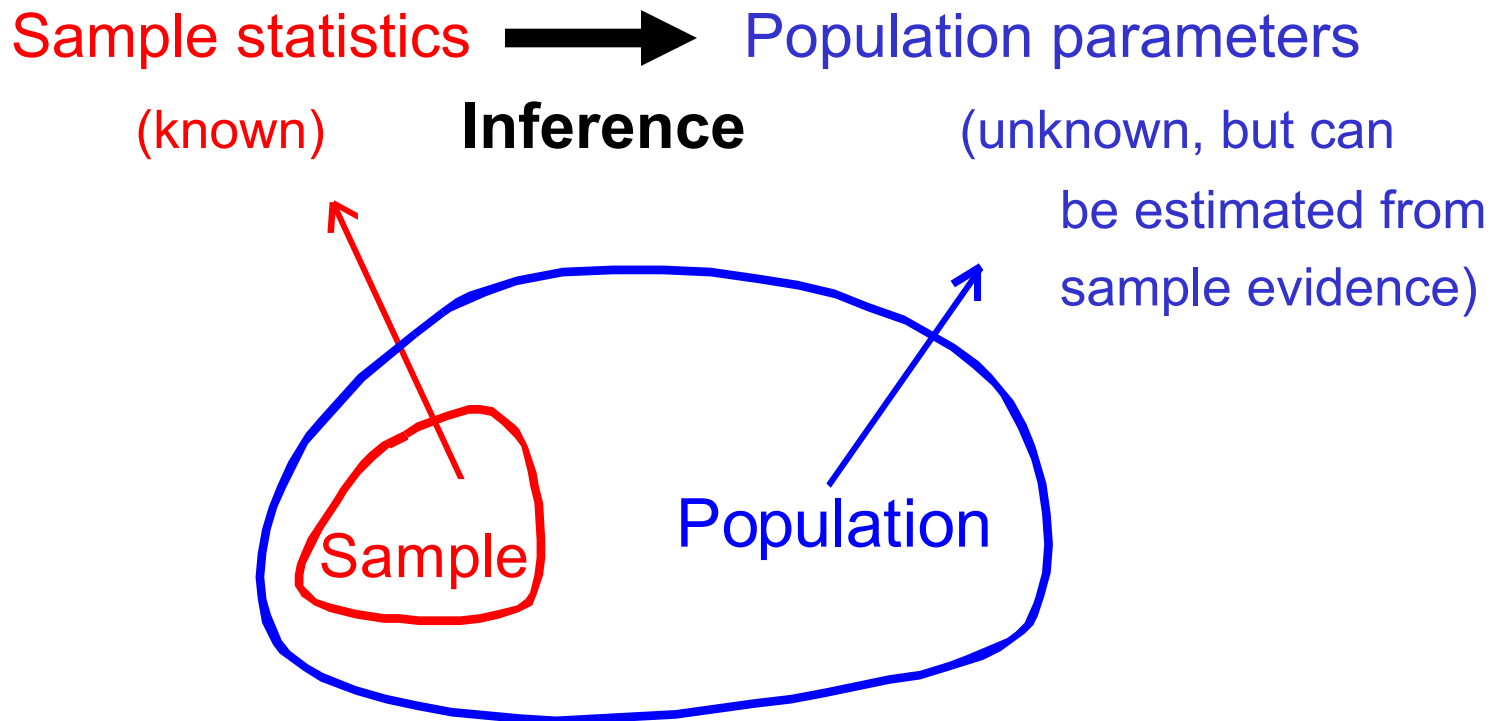 Sample statistics Population parameters
(known) Inference (unknown, but can
be estimated from
sample evidence)
Population
Sample